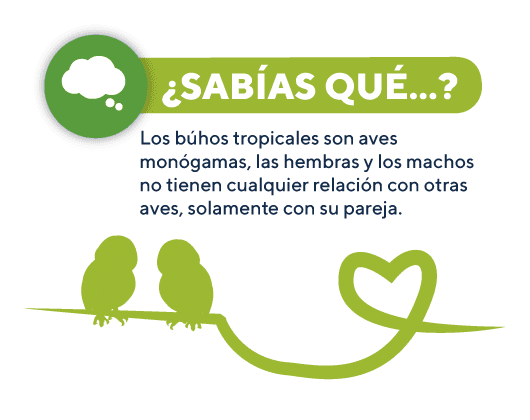 ¿SABÍAS QUÉ...?
Los búhos tropicales son aves
monógamas, las hembras y los machos
no tienen cualquier relación con otras
aves, solamente con su pareja.